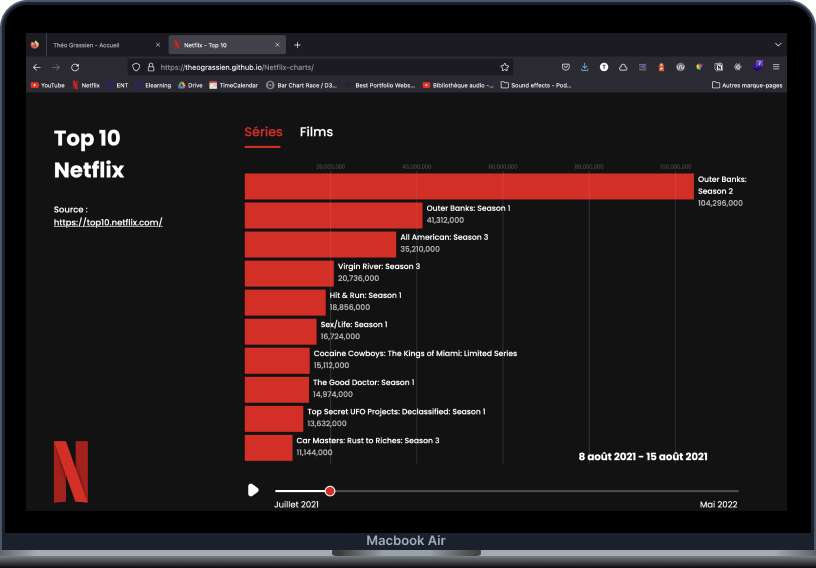 Théo Grassien - Accueil
Netflix - Top 10
https://theograssien.github.io/Netflix-charts/
YouTube
Netflix
ENT
Elearning
Drive
TimeCalendar
Bar Chart Race / D3...
Best Portfolio Webs...
Bibliothèque audio -...
Sound effects - Pod...
Autres marque-pages
Top 10
Netflix
Source :
https://top10.netflix.com/
Séries
Films
20,000,000
40,000,000
60,000,000
80,000,000
100,000,000
Outer Banks:
Season 2
104,296,000
Outer Banks: Season 1
41,312,000
All American: Season 3
35,210,000
Virgin River: Season 3
20,736,000
Hit & Run: Season 1
18,856,000
Sex/Life: Season 1
16,724,000
Cocaine Cowboys: The Kings of Miami: Limited Series
15,112,000
The Good Doctor: Season 1
14,974,000
Top Secret UFO Projects: Declassified: Season 1
13,632,000
Car Masters: Rust to Riches: Season 3
11,144,000
8 août 2021 - 15 août 2021
Juillet 2021
Mai 2022
Macbook Air